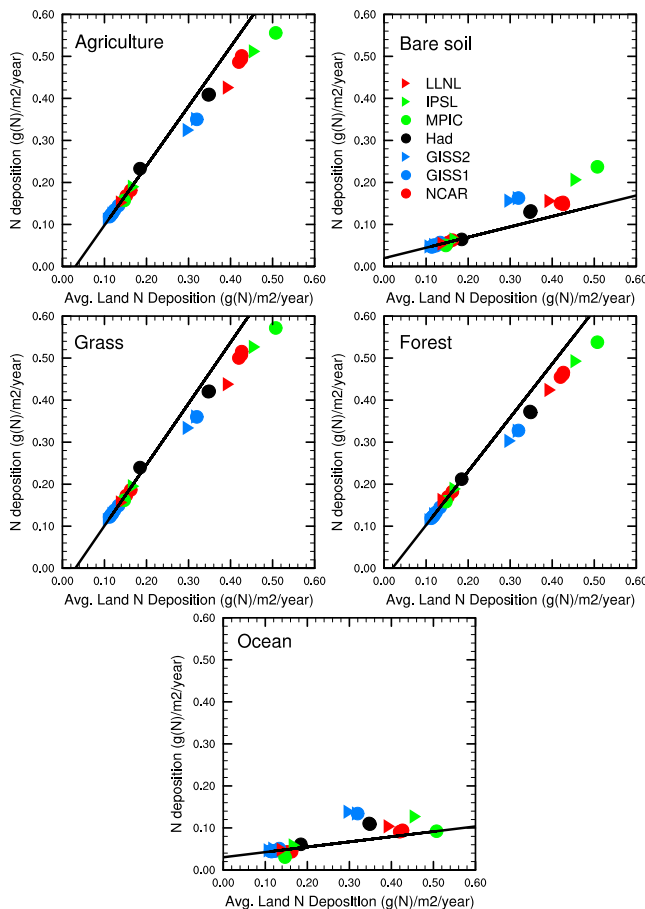 0.60
0.50
0.40
0.30
0.20
0.10
0.00
N deposition (g(N)/m2/year)
Agriculture
0.00 0.10 0.20 0.30 0.40 0.50 0.60
Avg. Land N Deposition (g(N)/m2/year)
0.60
0.50
0.40
0.30
0.20
0.10
0.00
N deposition (g(N)/m2/year)
Bare soil
LLNL
IPSL
MPIC
Had
GISS2
GISS1
NCAR
0.00 0.10 0.20 0.30 0.40 0.50 0.60
Avg. Land N Deposition (g(N)/m2/year)
0.60
0.50
0.40
0.30
0.20
0.10
0.00
N deposition (g(N)/m2/year)
Grass
0.00 0.10 0.20 0.30 0.40 0.50 0.60
Avg. Land N Deposition (g(N)/m2/year)
0.60
0.50
0.40
0.30
0.20
0.10
0.00
N deposition (g(N)/m2/year)
Forest
0.00 0.10 0.20 0.30 0.40 0.50 0.60
Avg. Land N Deposition (g(N)/m2/year)
0.60
0.50
0.40
0.30
0.20
0.10
0.00
N deposition (g(N)/m2/year)
Ocean
0.00 0.10 0.20 0.30 0.40 0.50 0.60
Avg. Land N Deposition (g(N)/m2/year)